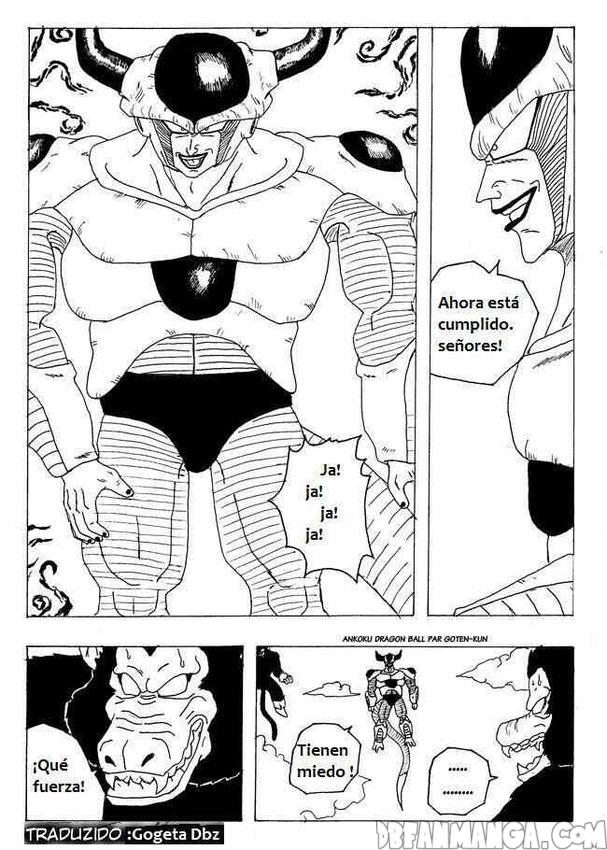 Ahora está
cumplido.
señores!
Ja!
ja!
ja!
ja!
ANKOKU DRAGON BALL PAR GOTEN-KUN
¡Qué
fuerza!
Tienen
miedo !
.....
........
TRADUZIDO :Gogeta Dbz
DBFANMANGA.COM